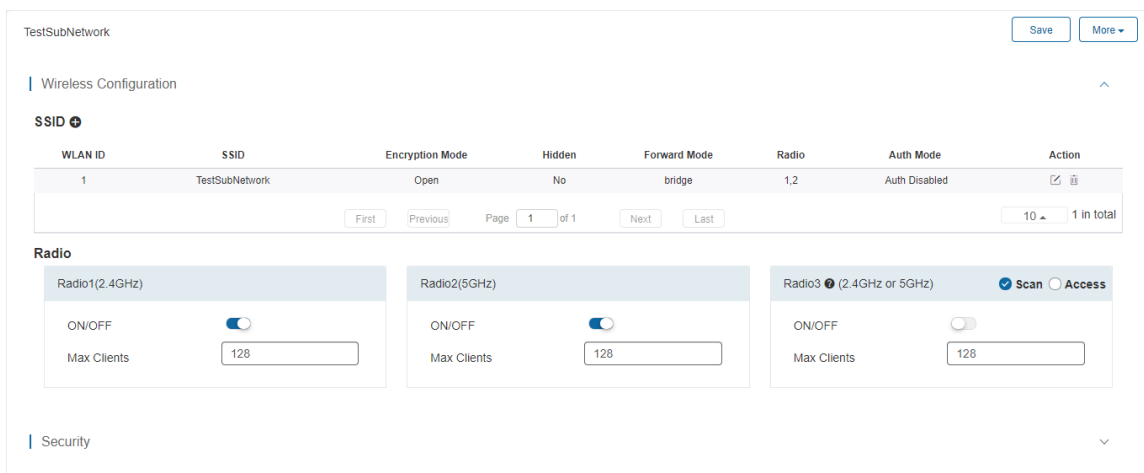 TestSubNetwork Save More
Wireless Configuration
SSID
WLAN ID SSID Encryption Mode Hidden Forward Mode Radio Auth Mode Action
1 TestSubNetwork Open No bridge 1,2 Auth Disabled
First Previous Page 1 of 1 Next Last 10 1 in total
Radio
Radio1(2.4GHz) Radio2(5GHz) Radio3 (2.4GHz or 5GHz) Scan Access
ON/OFF ON/OFF ON/OFF
Max Clients 128 Max Clients 128 Max Clients 128
Security